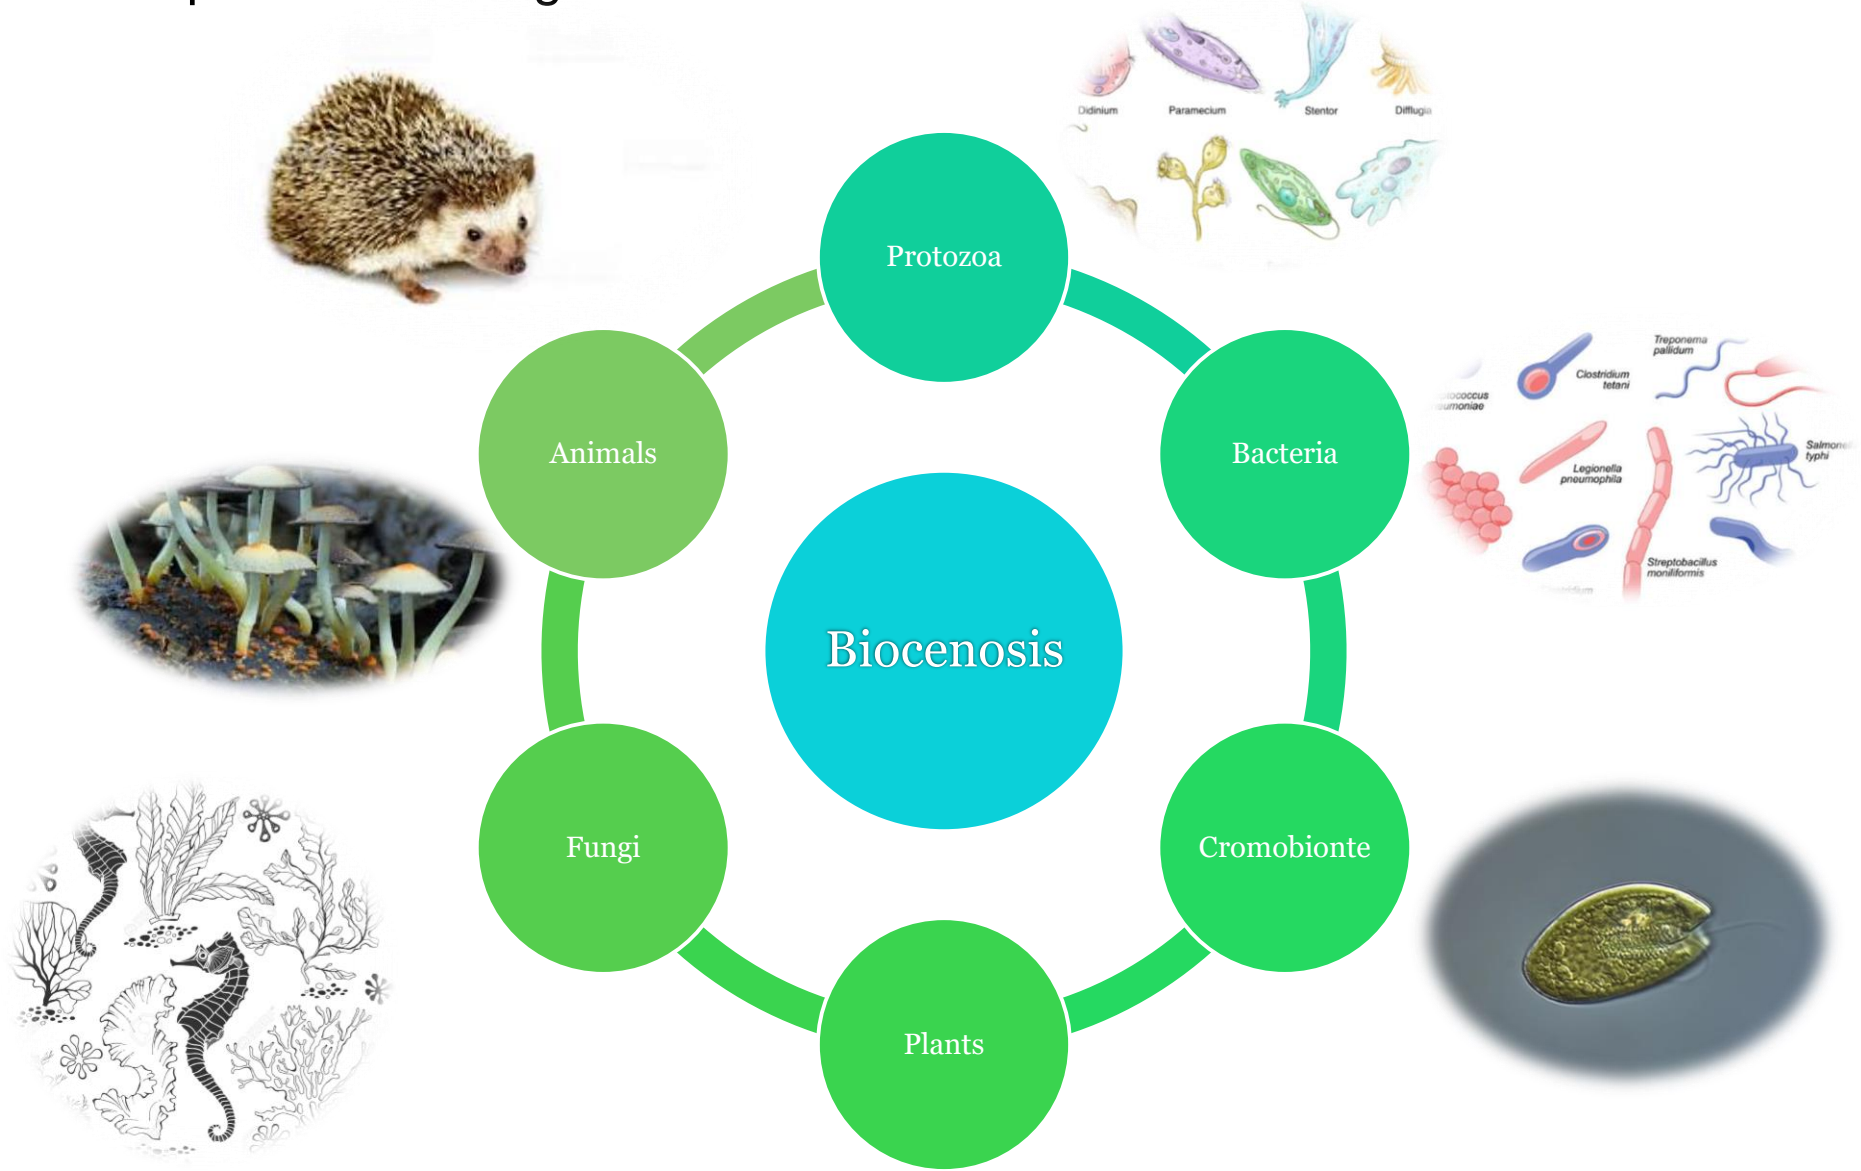 Didinium
Paramecium
Stentor
Difflugia
Protozoa
Animals
Bacteria
Treponema
pallidum
Clostridium
tetani
Legionella
pneumophila
typhi
Streptobacillus
moniliformis
Biocenosis
Fungi
Cromobionte
Plants